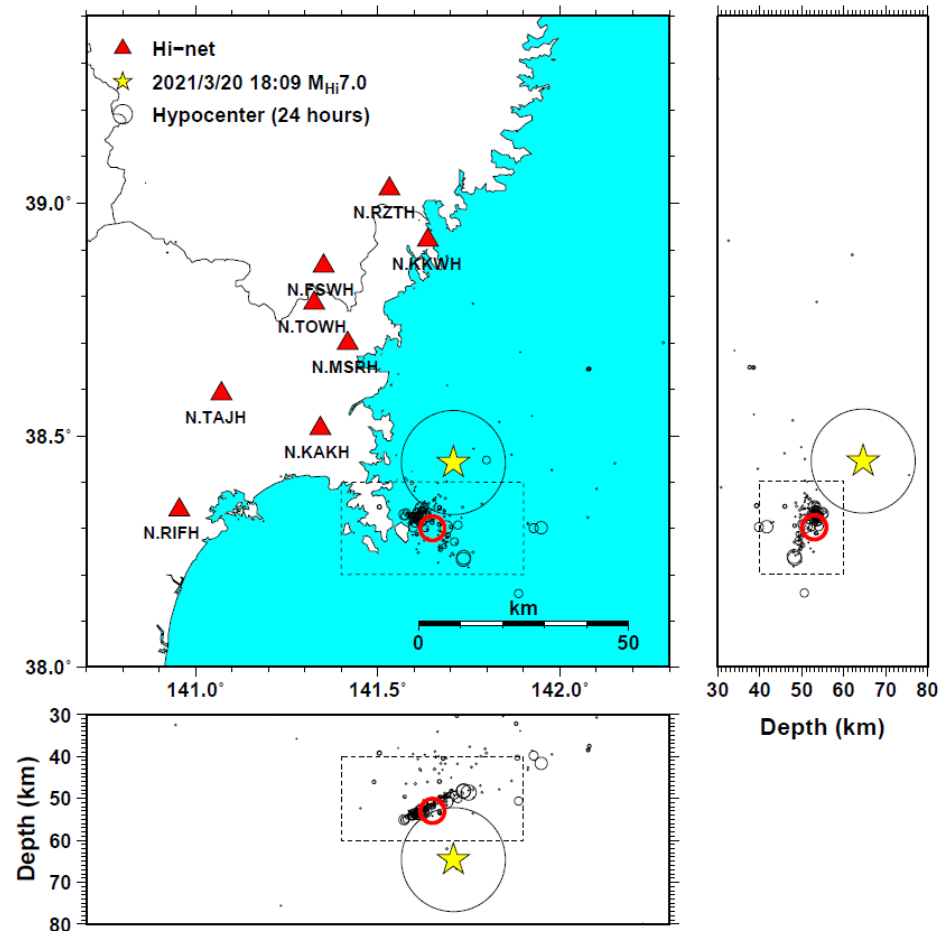 Hi-net
2021/3/20 18:09 MHi7.0
Hypocenter (24 hours)
39.0°
N.RZTH
N.KKWH
N.FSWH
N.TOWH
N.MSRH
N.TAJH
38.5°
N.KAKH
N.RIFH
km
0 50
38.0°
141.0° 141.5° 142.0°
30 40 50 60 70 80
Depth (km)
30
40
50
60
70
80
Depth (km)